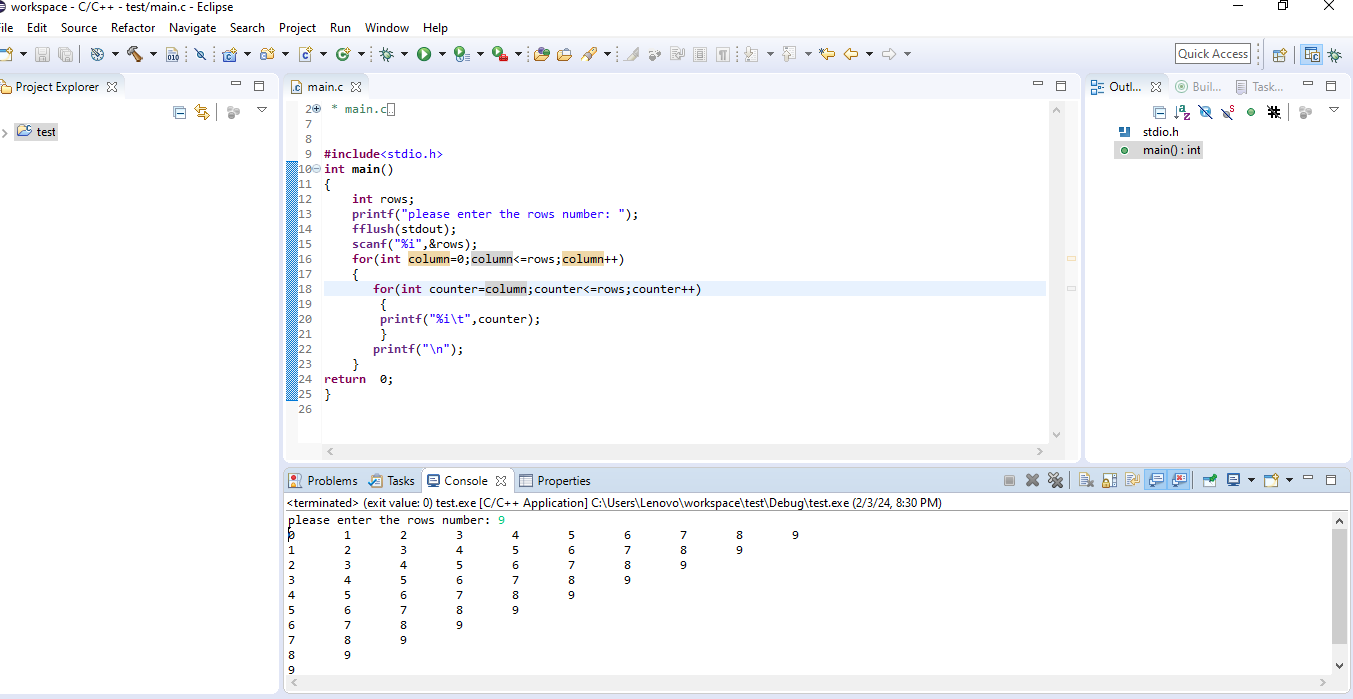 workspace - C/C++ - test/main.c - Eclipse
ile Edit Source Refactor Navigate Search Project Run Window Help
Quick Access
Project Explorer
test
main.c
2 * main.c
7
8
9 #include<stdio.h>
10 int main()
11 {
12 int rows;
13 printf("please enter the rows number: ");
14 fflush(stdout);
15 scanf("%i",&rows);
16 for(int column=0;column<=rows;column++)
17 {
18 for(int counter=column;counter<=rows;counter++)
19 {
20 printf("%i\t",counter);
21 }
22 printf("\n");
23 }
24 return 0;
25 }
26
Outl... Buil... Task...
stdio.h
main() : int
Problems Tasks Console Properties
<terminated> (exit value: 0) test.exe [C/C++ Application] C:\Users\Lenovo\workspace\test\Debug\test.exe (2/3/24, 8:30 PM)
please enter the rows number: 9
0 1 2 3 4 5 6 7 8 9
1 2 3 4 5 6 7 8 9
2 3 4 5 6 7 8 9
3 4 5 6 7 8 9
4 5 6 7 8 9
5 6 7 8 9
6 7 8 9
7 8 9
8 9
9